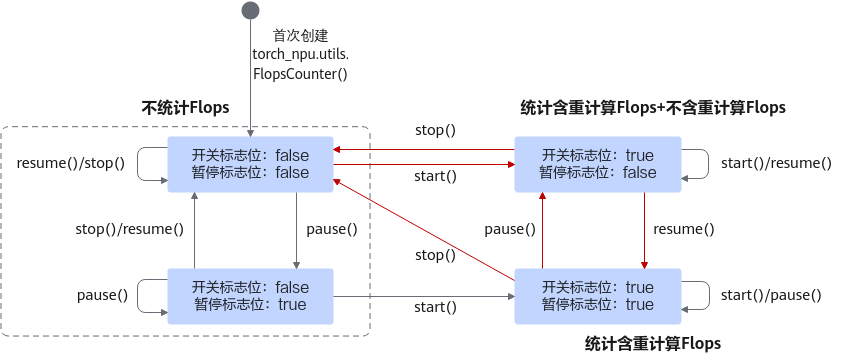 首次创建
torch_npu.utils.
FlopsCounter()
不统计Flops
统计含重计算Flops+不含重计算Flops
stop()
resume()/stop()
开关标志位：false
暂停标志位：false
start()
开关标志位：true
暂停标志位：false
start()/resume()
stop()/resume()
pause()
pause()
resume()
stop()
pause()
开关标志位：false
暂停标志位：true
start()
开关标志位：true
暂停标志位：true
start()/pause()
统计含重计算Flops